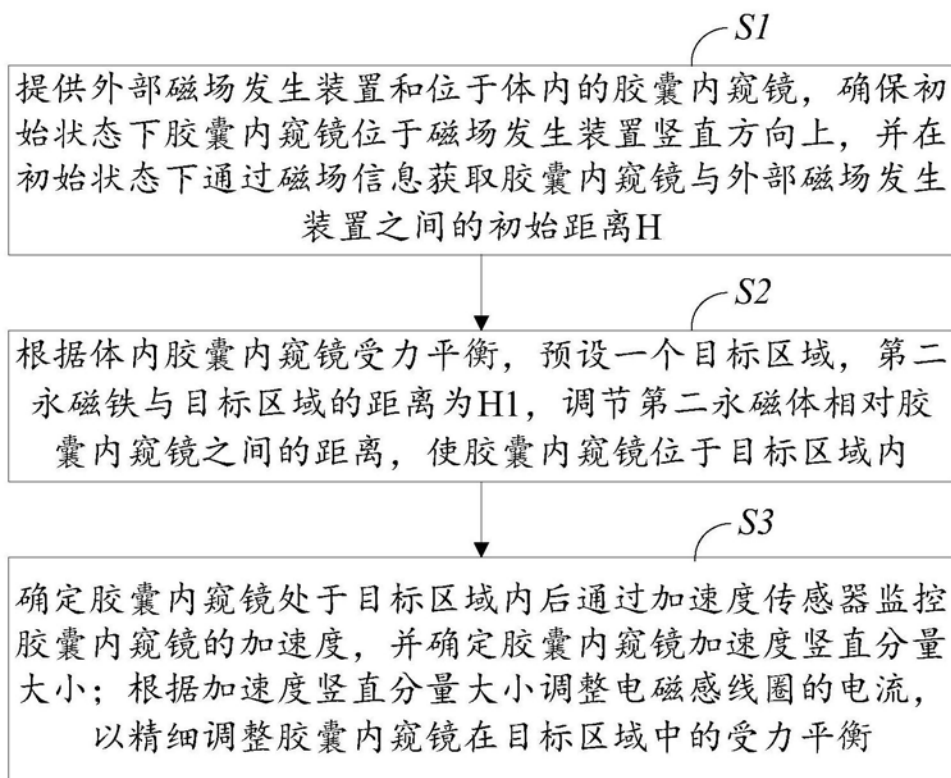 S1
提供外部磁场发生装置和位于体内的胶囊内窥镜，确保初
始状态下胶囊内窥镜位于磁场发生装置竖直方向上，并在
初始状态下通过磁场信息获取胶囊内窥镜与外部磁场发生
装置之间的初始距离H
S2
根据体内胶囊内窥镜受力平衡，预设一个目标区域，第二
永磁铁与目标区域的距离为H1，调节第二永磁体相对胶
囊内窥镜之间的距离，使胶囊内窥镜位于目标区域内
S3
确定胶囊内窥镜处于目标区域内后通过加速度传感器监控
胶囊内窥镜的加速度，并确定胶囊内窥镜加速度竖直分量
大小；根据加速度竖直分量大小调整电磁感线圈的电流，
以精细调整胶囊内窥镜在目标区域中的受力平衡